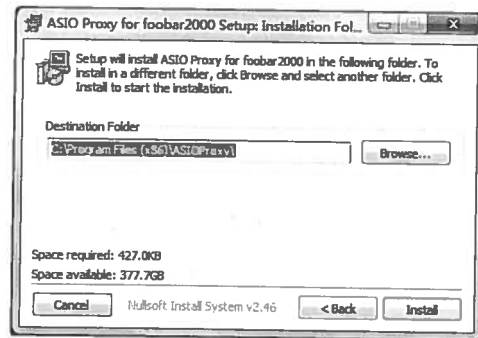 ASIO Proxy for foobar2000 Setup: Installation Fol...
Setup will install ASIO Proxy for foobar2000 in the following folder. To
install in a different folder, click Browse and select another folder. Click
Install to start the installation.
Destination Folder
C:\Program Files (x86)\ASIOProxy\
Browse...
Space required: 427.0KB
Space available: 377.7GB
Cancel
Nullsoft Install System v2.46
< Back
Install